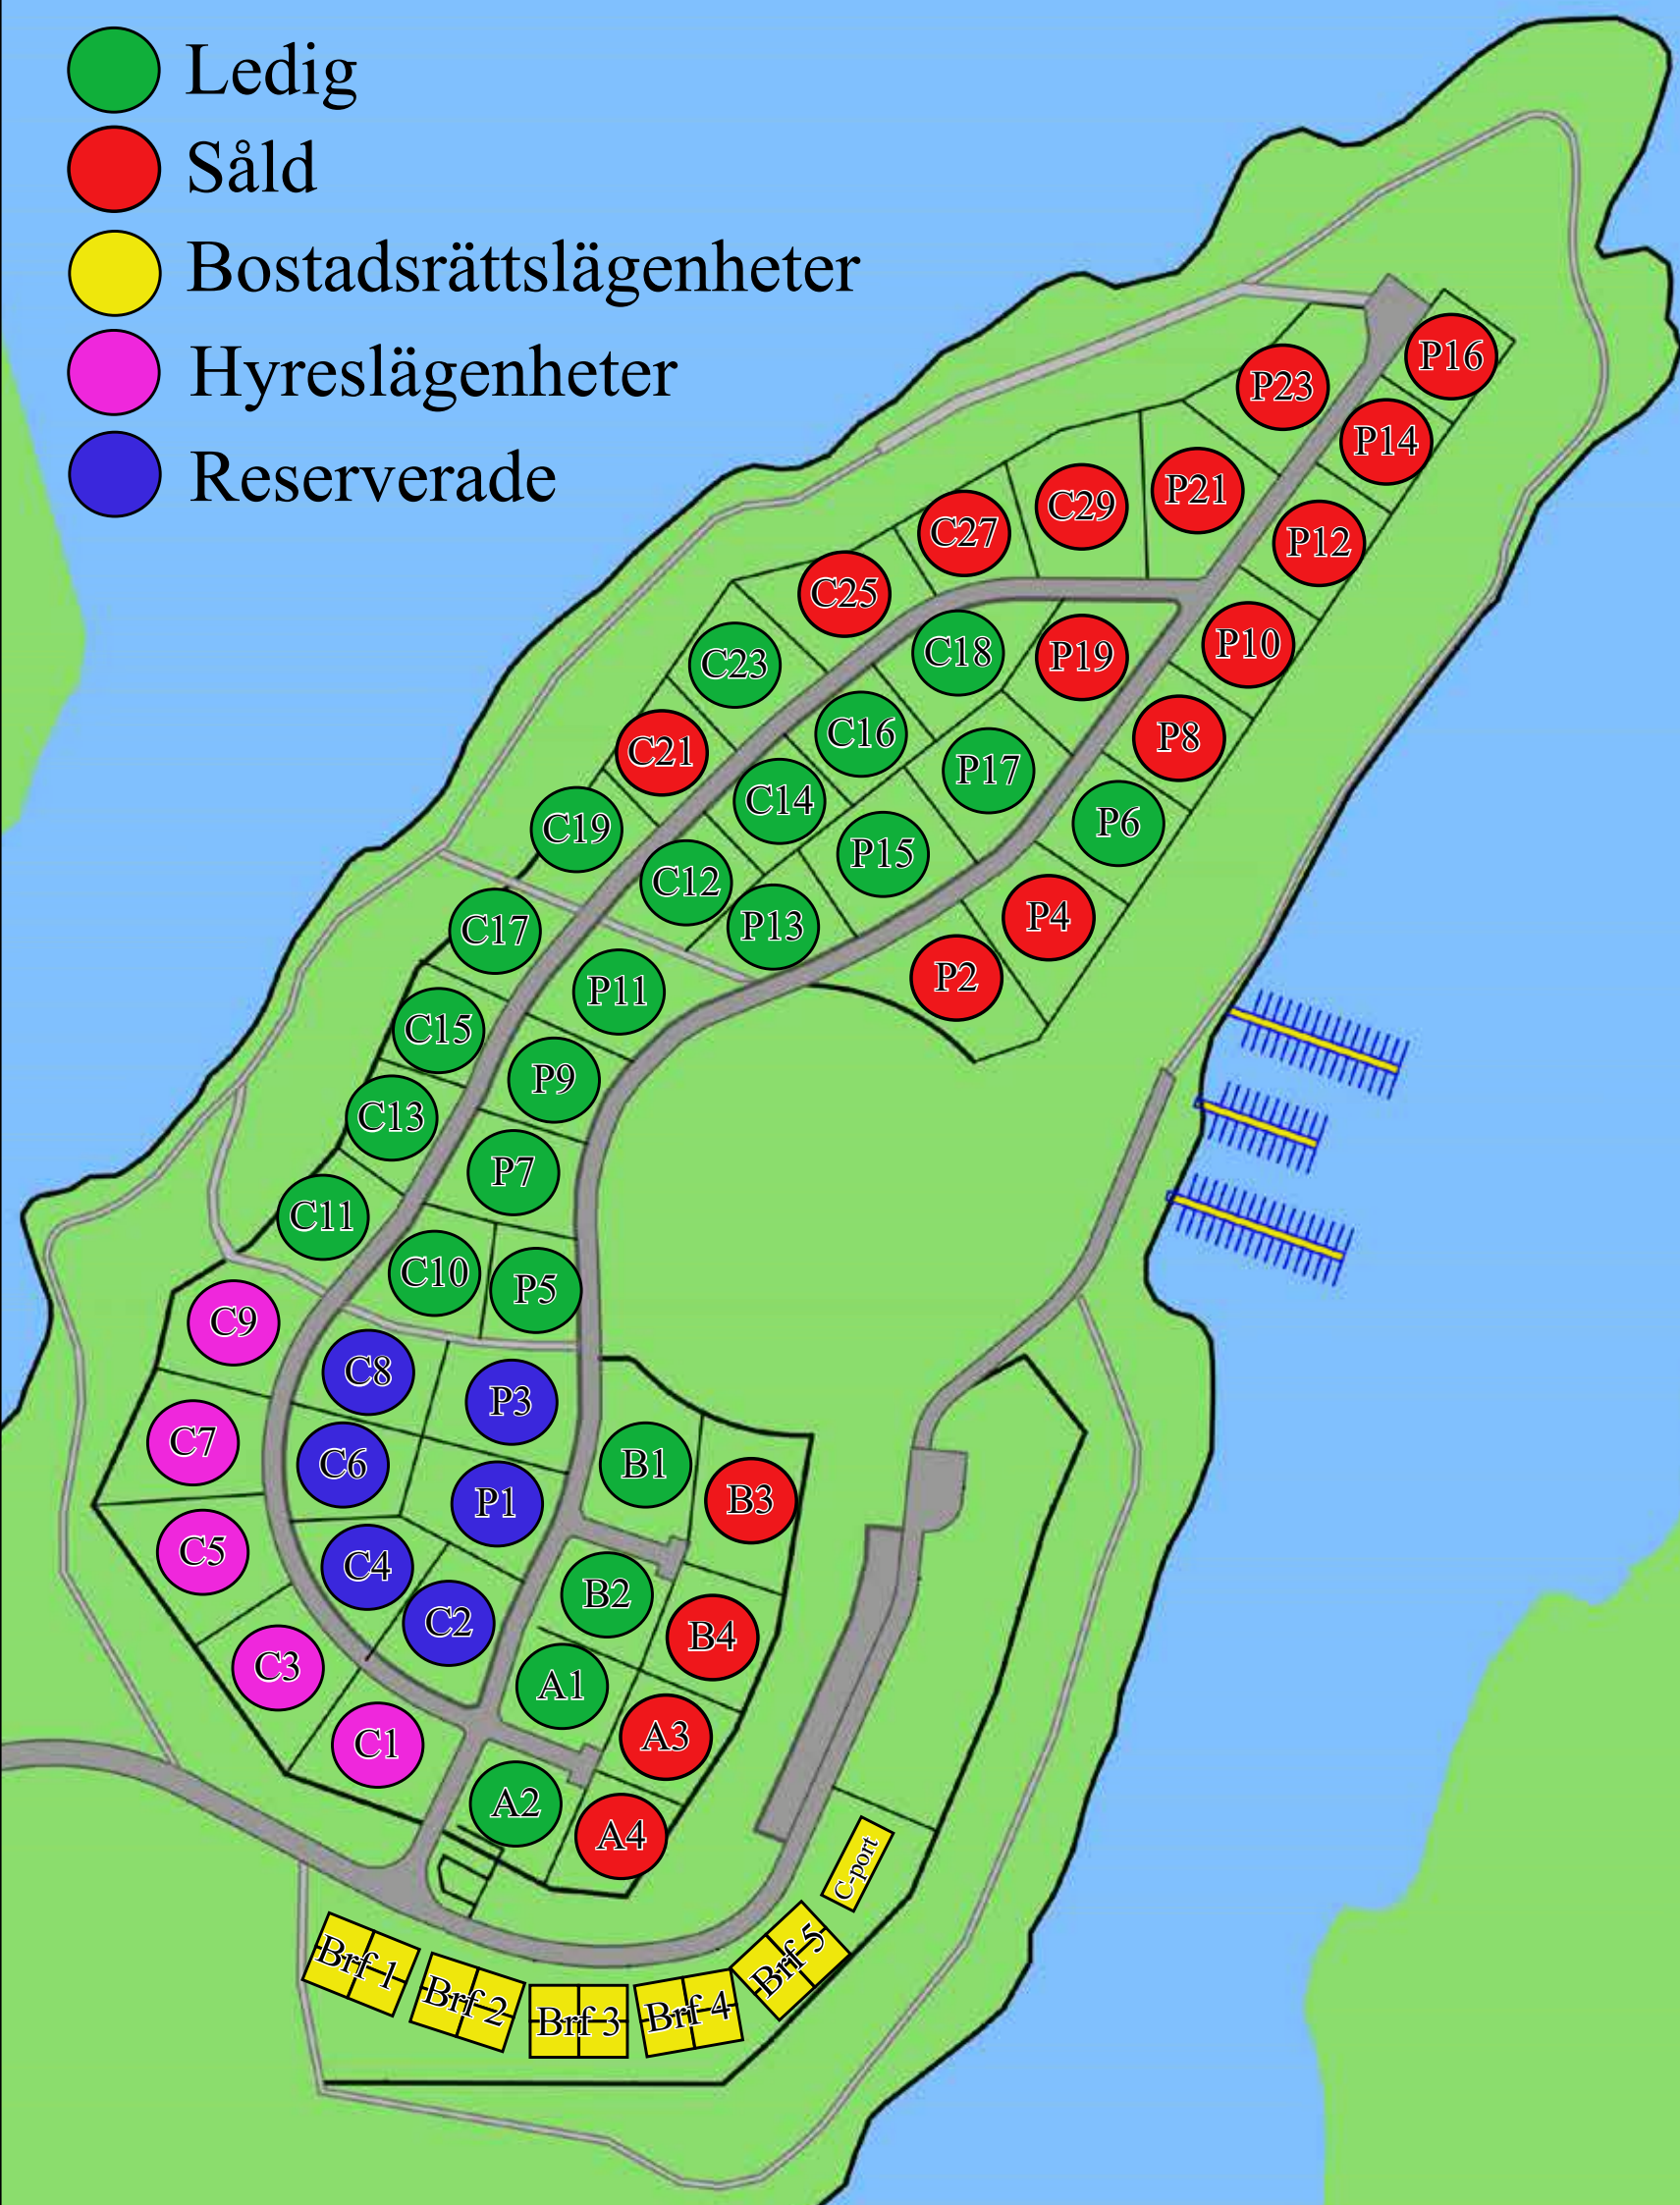 Ledig
Såld
Bostadsrättslägenheter
Hyreslägenheter
Reserverade
P16
P23
P14
P21
C29
C27
P12
C25
P10
C18
P19
C23
P8
C16
C21
P17
C14
P6
C19
P15
C12
P4
P13
C17
P2
P11
C15
P9
C13
P7
C11
C10
P5
C9
C8
P3
C7
C6
B1
P1
B3
C5
C4
B2
C2
B4
C3
A1
A3
C1
A2
A4
C-port
Brf 5
Brf 1
Brf 2
Brf 3
Brf 4